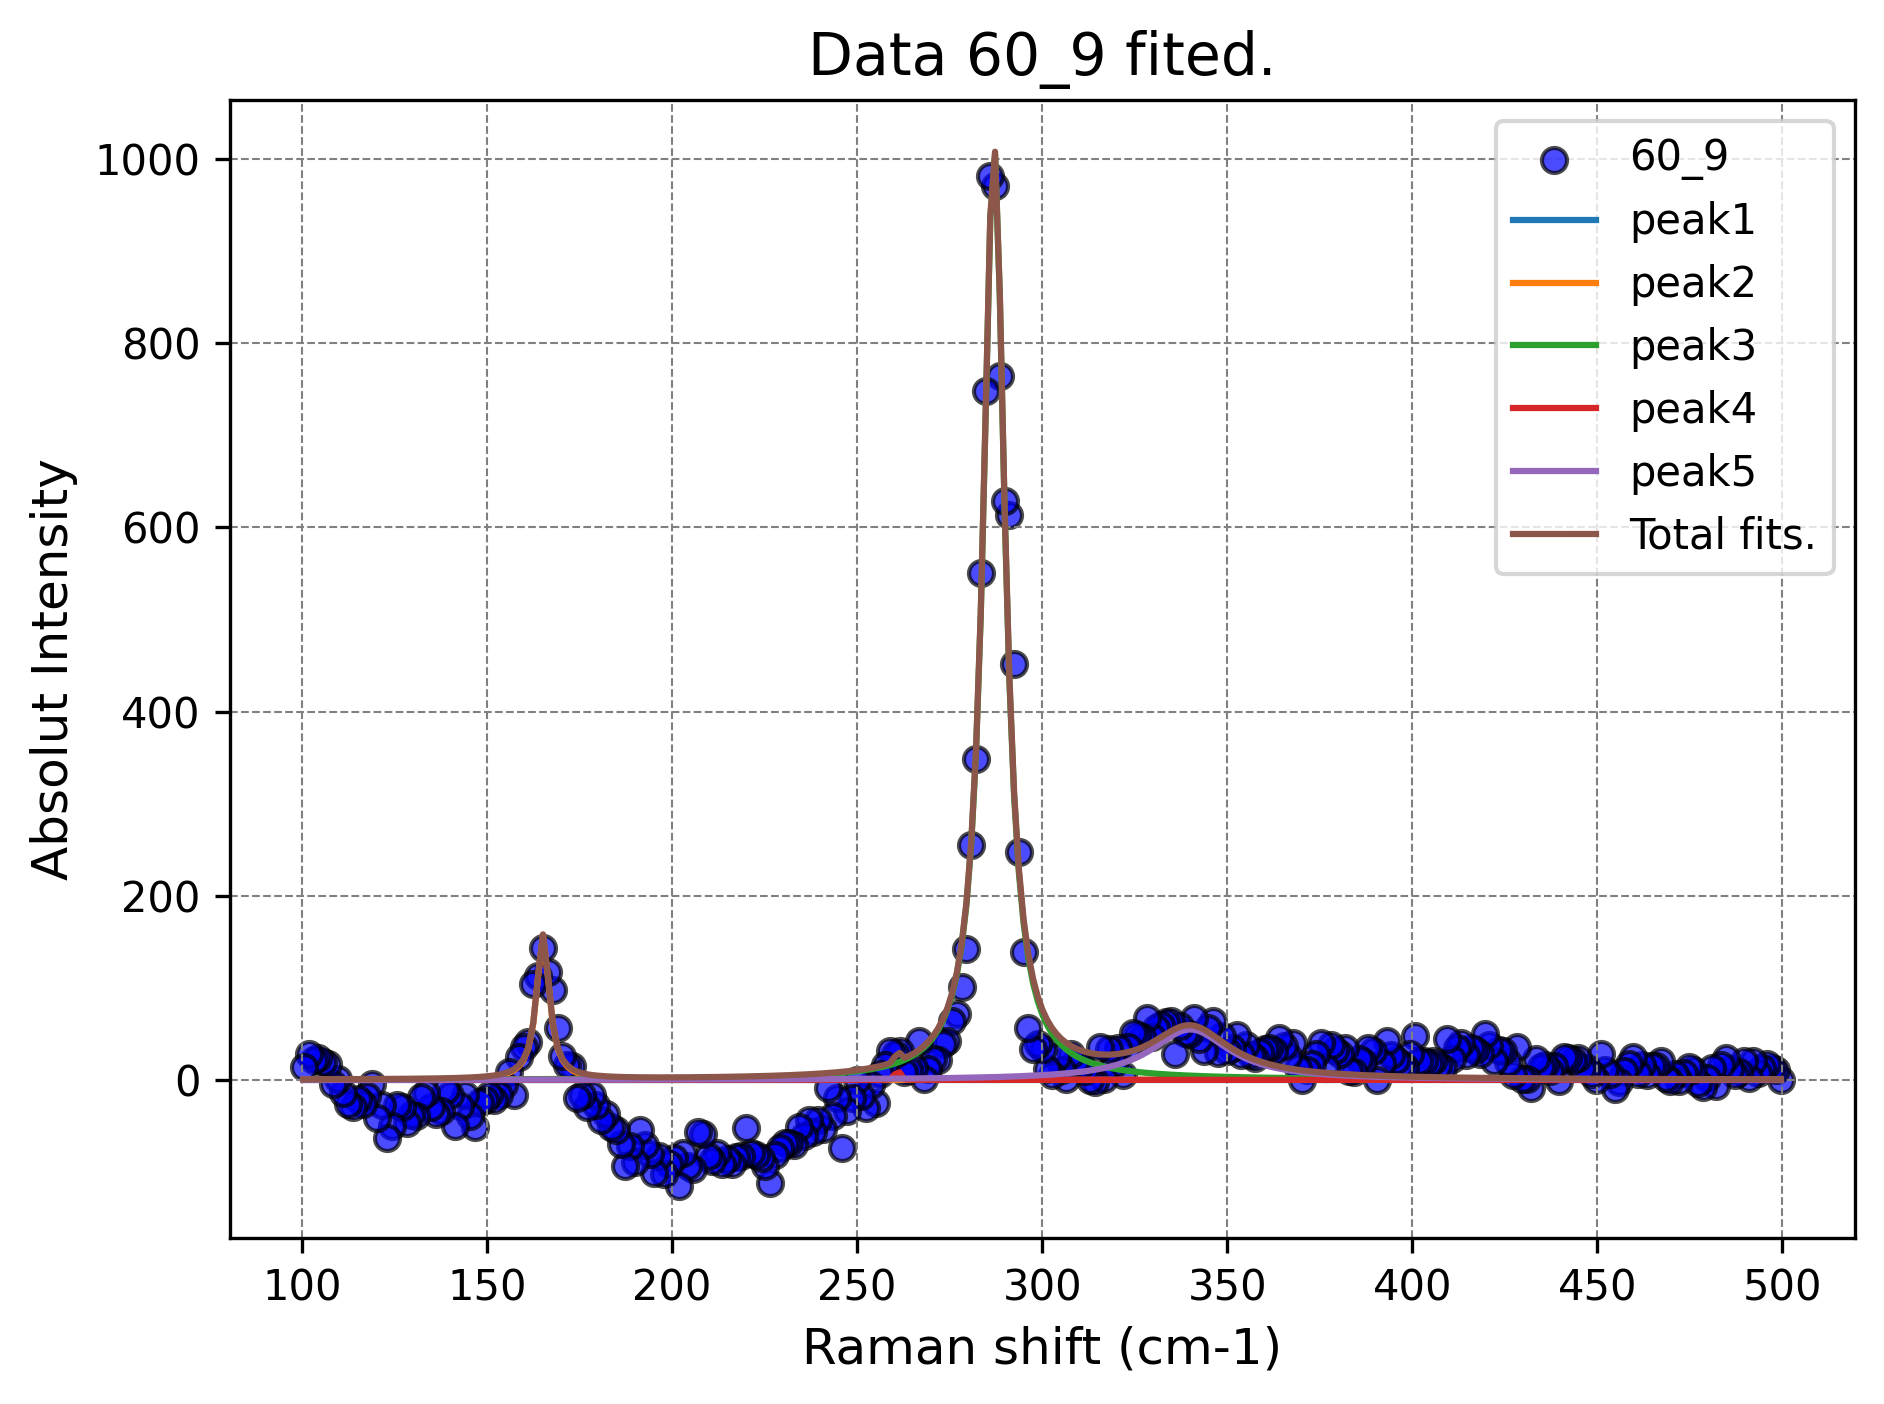 Data 60_9 fited.
1000
800
600
400
200
0
Absolut Intensity
60_9
peak1
peak2
peak3
peak4
peak5
Total fits.
100 150 200 250 300 350 400 450 500
Raman shift (cm-1)